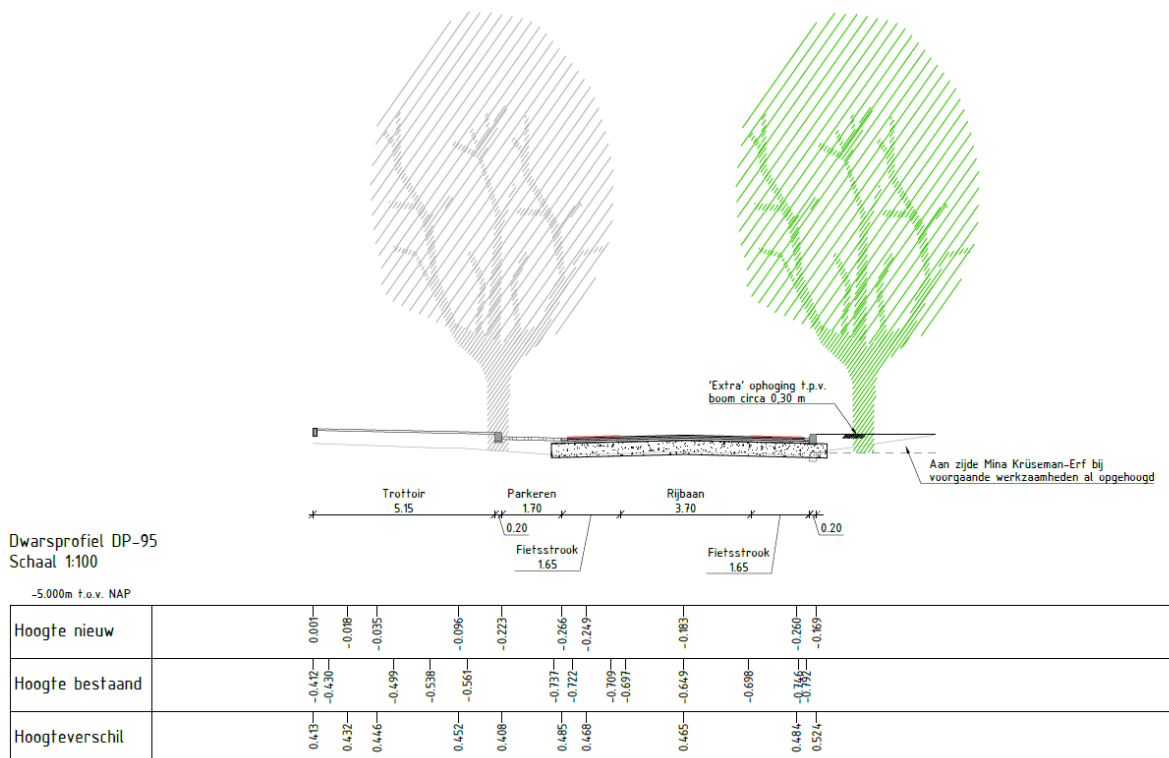 'Extra' ophoging t.p.v.
boom circa 0,30 m
Aan zijde Mina Krüseman-Erf bij
voorgaande werkzaamheden al opgehoogd
Trottoir
5.15
0.20
Parkeren
1.70
Fietsstrook
1.65
Rijbaan
3.70
Fietsstrook
1.65
0.20
Dwarsprofiel DP-95
Schaal 1:100
-5.000m t.o.v. NAP
Hoogte nieuw
0.001
-0.018
-0.035
-0.096
-0.223
-0.266
-0.249
-0.183
-0.260
-0.169
Hoogte bestaand
-0.412
-0.430
-0.499
-0.538
-0.561
-0.737
-0.722
-0.709
-0.697
-0.649
-0.698
-0.746
-0.792
Hoogteverschil
0.413
0.432
0.446
0.452
0.408
0.485
0.468
0.465
0.484
0.524